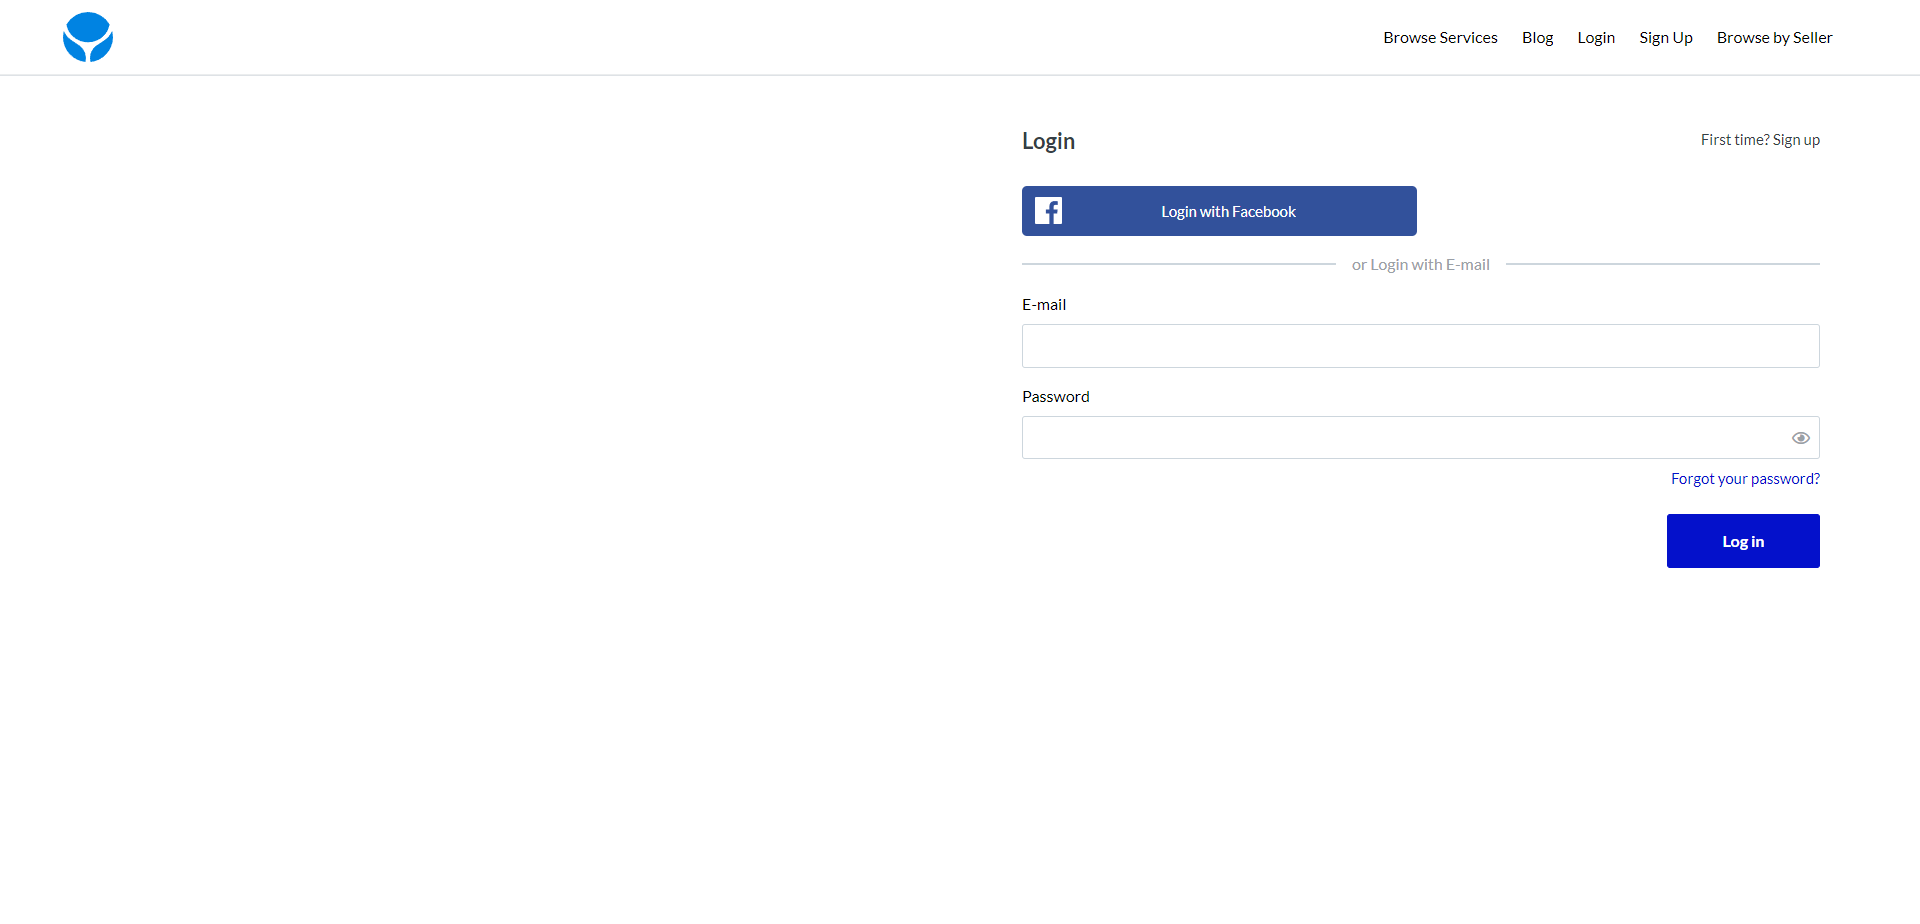 Browse Services Blog Login Sign Up Browse by Seller
Login First time? Sign up
Login with Facebook
or Login with E-mail
E-mail
Password
Forgot your password?
Log in